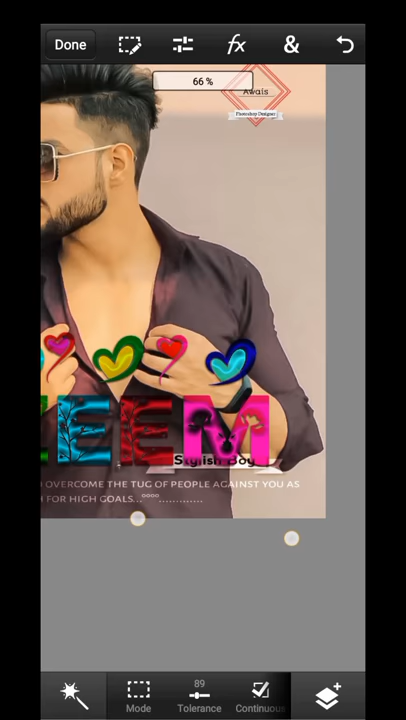 Done
fx
&
66 %
Awais
Photoshop Designer
EEM
Stylish Boy
OVERCOME THE TUG OF PEOPLE AGAINST YOU AS
FOR HIGH GOALS...°°°°..............
89
Mode
Tolerance
Continuous